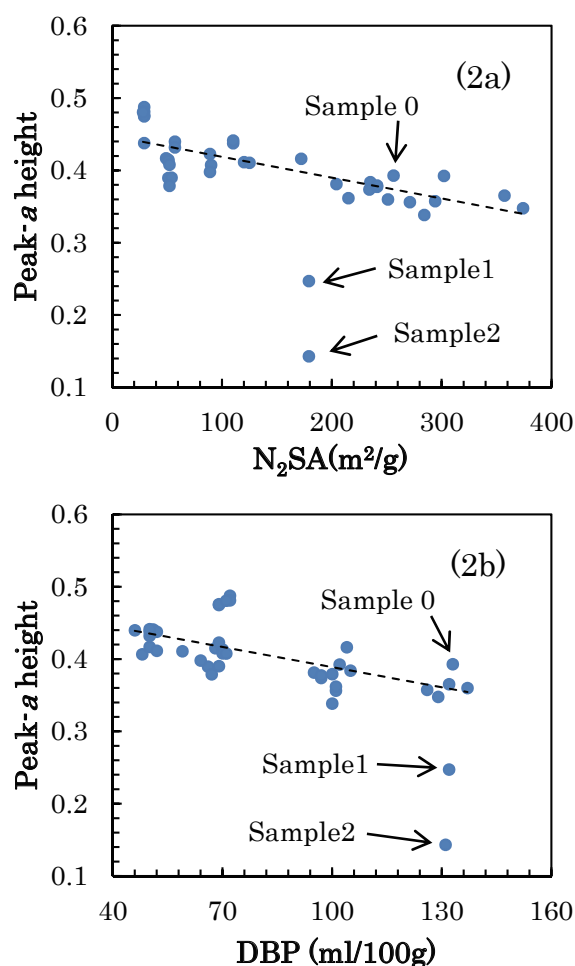 0.6
(2a)
Sample 0
0.5
0.4
Peak-a height
0.3
Sample1
0.2
Sample2
0.1
0 100 200 300 400
N₂SA(m²/g)
0.6
(2b)
Sample 0
0.5
0.4
Peak-a height
0.3
Sample1
0.2
Sample2
0.1
40 70 100 130 160
DBP (ml/100g)